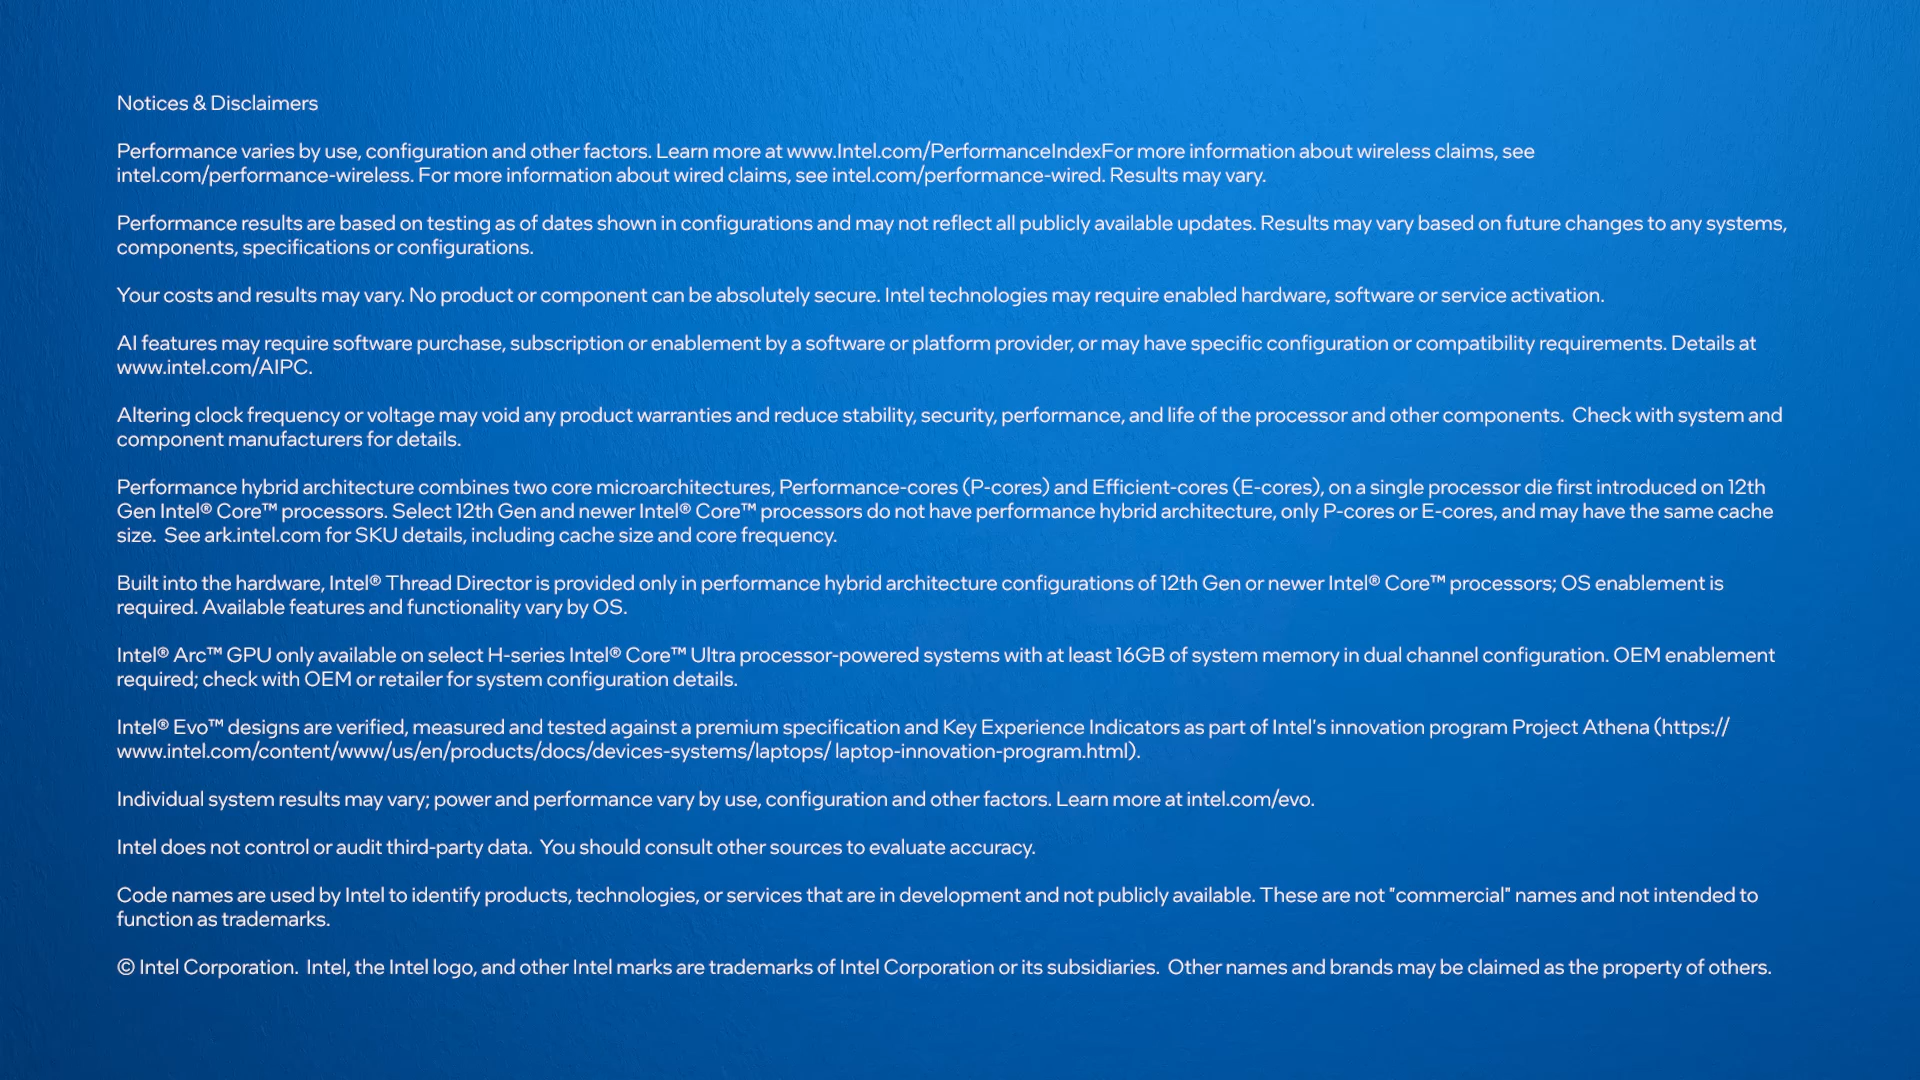 Notices & Disclaimers
Performance varies by use, configuration and other factors. Learn more at www.Intel.com/PerformanceIndexFor more information about wireless claims, see
intel.com/performance-wireless. For more information about wired claims, see intel.com/performance-wired. Results may vary.
Performance results are based on testing as of dates shown in configurations and may not reflect all publicly available updates. Results may vary based on future changes to any systems,
components, specifications or configurations.
Your costs and results may vary. No product or component can be absolutely secure. Intel technologies may require enabled hardware, software or service activation.
AI features may require software purchase, subscription or enablement by a software or platform provider, or may have specific configuration or compatibility requirements. Details at
www.intel.com/AIPC.
Altering clock frequency or voltage may void any product warranties and reduce stability, security, performance, and life of the processor and other components.  Check with system and
component manufacturers for details.
Performance hybrid architecture combines two core microarchitectures, Performance-cores (P-cores) and Efficient-cores (E-cores), on a single processor die first introduced on 12th
Gen Intel® Core™ processors. Select 12th Gen and newer Intel® Core™ processors do not have performance hybrid architecture, only P-cores or E-cores, and may have the same cache
size.  See ark.intel.com for SKU details, including cache size and core frequency.
Built into the hardware, Intel® Thread Director is provided only in performance hybrid architecture configurations of 12th Gen or newer Intel® Core™ processors; OS enablement is
required. Available features and functionality vary by OS.
Intel® Arc™ GPU only available on select H-series Intel® Core™ Ultra processor-powered systems with at least 16GB of system memory in dual channel configuration. OEM enablement
required; check with OEM or retailer for system configuration details.
Intel® Evo™ designs are verified, measured and tested against a premium specification and Key Experience Indicators as part of Intel's innovation program Project Athena (https://
www.intel.com/content/www/us/en/products/docs/devices-systems/laptops/ laptop-innovation-program.html).
Individual system results may vary; power and performance vary by use, configuration and other factors. Learn more at intel.com/evo.
Intel does not control or audit third-party data.  You should consult other sources to evaluate accuracy.
Code names are used by Intel to identify products, technologies, or services that are in development and not publicly available. These are not "commercial" names and not intended to
function as trademarks.
© Intel Corporation.  Intel, the Intel logo, and other Intel marks are trademarks of Intel Corporation or its subsidiaries.  Other names and brands may be claimed as the property of others.